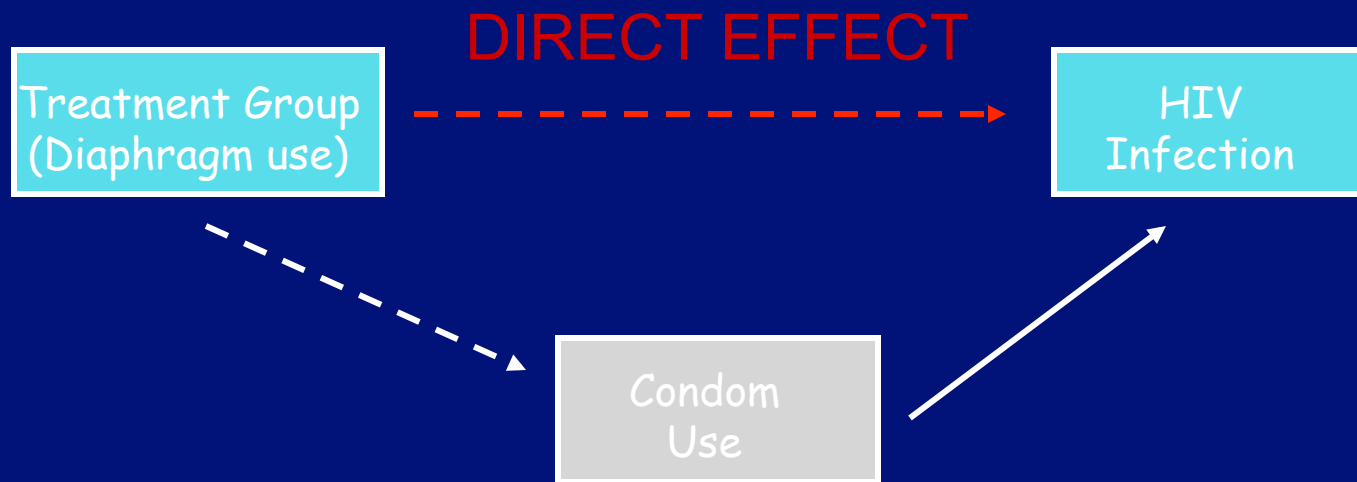 DIRECT EFFECT
Treatment Group
(Diaphragm use)
HIV
Infection
Condom
Use